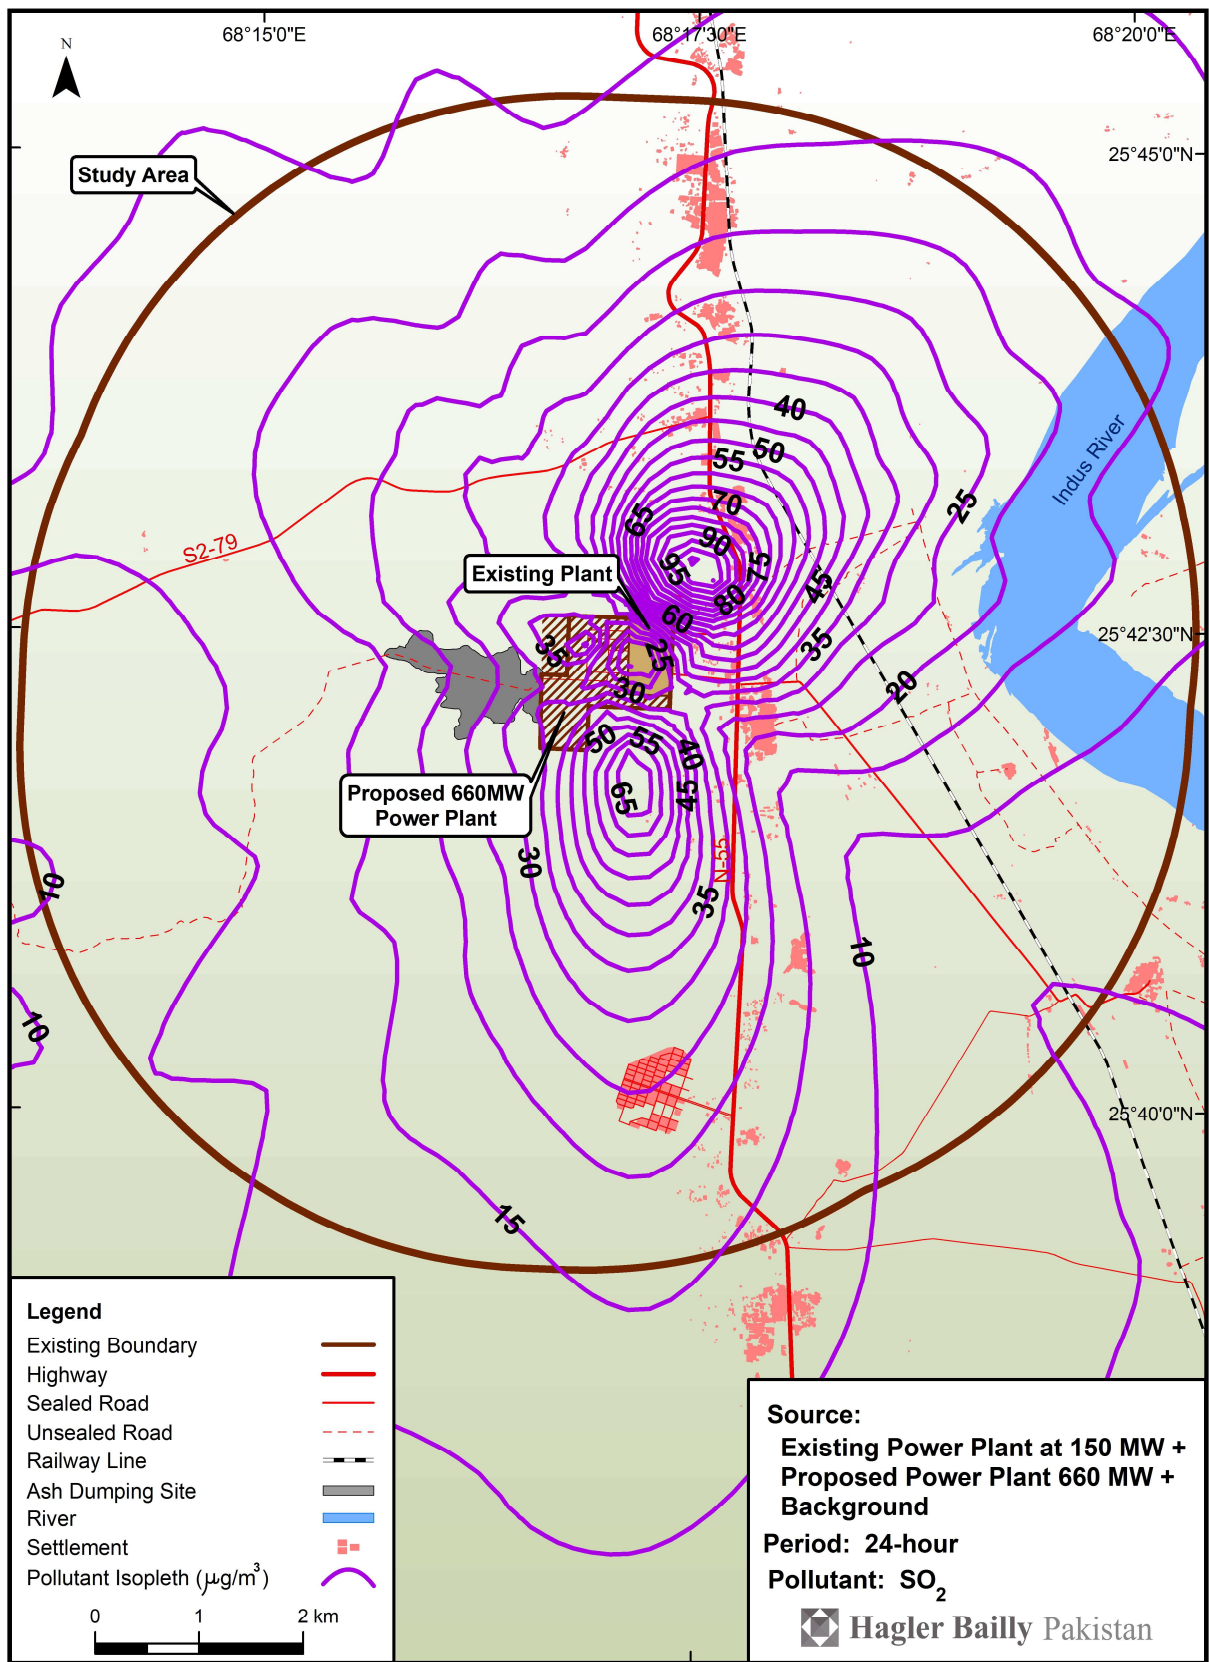 68°15'0"E
68°17'30"E
68°20'0"E
N
25°45'0"N
Study Area
40
50
55
Indus River
25
70
65
90
S2-79
95
75
Existing Plant
45
80
60
25°42'30"N
35
35
25
20
30
50
55
40
Proposed 660MW
Power Plant
65
45
30
N-55
10
35
10
10
25°40'0"N
15
Legend
Existing Boundary
Highway
Sealed Road
Unsealed Road
Railway Line
Ash Dumping Site
River
Settlement
Pollutant Isopleth (µg/m³)
0 1 2 km
Source:
Existing Power Plant at 150 MW +
Proposed Power Plant 660 MW +
Background
Period: 24-hour
Pollutant: SO₂
Hagler Bailly Pakistan